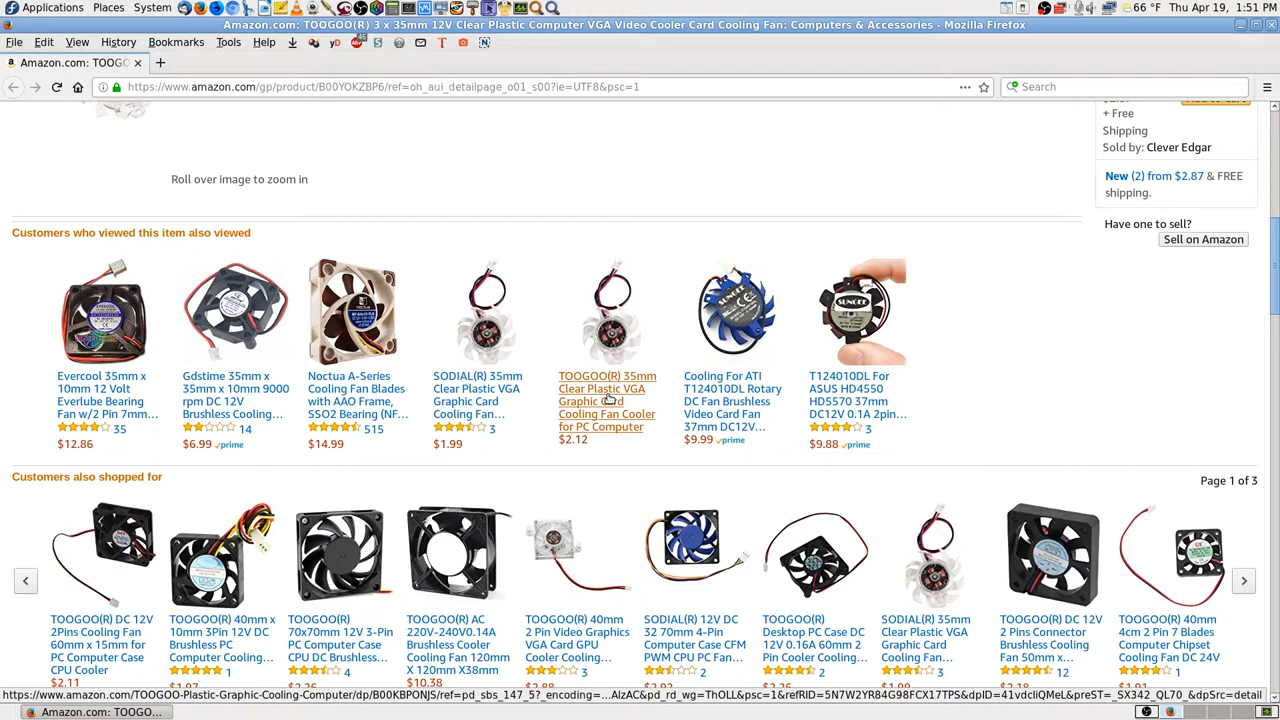 Applications Places System 66 °F Thu Apr 19, 1:51 PM
Amazon.com: TOOGOO(R) 3 x 35mm 12V Clear Plastic Computer VGA Video Cooler Card Cooling Fan: Computers & Accessories - Mozilla Firefox
File Edit View History Bookmarks Tools Help
Amazon.com: TOOGO
https://www.amazon.com/gp/product/B00YOKZBP6/ref=oh_aui_detailpage_o01_s00?ie=UTF8&psc=1
Search
+ Free
Shipping
Sold by: Clever Edgar
New (2) from $2.87 & FREE
shipping.
Have one to sell?
Sell on Amazon
Roll over image to zoom in
Customers who viewed this item also viewed
Evercool 35mm x
10mm 12 Volt
Everlube Bearing
Fan w/2 Pin 7mm...
35
$12.86
Gdstime 35mm x
35mm x 10mm 9000
rpm DC 12V
Brushless Cooling...
14
$6.99 prime
Noctua A-Series
Cooling Fan Blades
with AAO Frame,
SSO2 Bearing (NF...
515
$14.99
SODIAL(R) 35mm
Clear Plastic VGA
Graphic Card
Cooling Fan...
3
$1.99
TOOGOO(R) 35mm
Clear Plastic VGA
Graphic Card
Cooling Fan Cooler
for PC Computer
$2.12
Cooling For ATI
T124010DL Rotary
DC Fan Brushless
Video Card Fan
37mm DC12V...
$9.99 prime
T124010DL For
ASUS HD4550
HD5570 37mm
DC12V 0.1A 2pin...
3
$9.88 prime
Customers also shopped for
Page 1 of 3
TOOGOO(R) DC 12V
2Pins Cooling Fan
60mm x 15mm for
PC Computer Case
CPU Cooler
$2.11
TOOGOO(R) 40mm x
10mm 3Pin 12V DC
Brushless PC
Computer Cooling...
1
TOOGOO(R)
70x70mm 12V 3-Pin
PC Computer Case
CPU DC Brushless...
4
TOOGOO(R) AC
220V-240V0.14A
Brushless Cooler
Cooling Fan 120mm
X 120mm X38mm
$10.38
TOOGOO(R) 40mm
2 Pin Video Graphics
VGA Card GPU
Cooler Cooling...
3
SODIAL(R) 12V DC
32 70mm 4-Pin
Computer Case CFM
PWM CPU PC Fan...
2
TOOGOO(R)
Desktop PC Case DC
12V 0.16A 60mm 2
Pin Cooler Cooling...
2
SODIAL(R) 35mm
Clear Plastic VGA
Graphic Card
Cooling Fan...
3
TOOGOO(R) DC 12V
2 Pins Connector
Brushless DC Computer
Cooling Fan 50mm x...
12
TOOGOO(R) 40mm
4cm 2 Pin 7 Blades
Computer Chipset
Cooling Fan DC 24V
1
https://www.amazon.com/TOOGOO-Plastic-Graphic-Cooling-Computer/dp/B00KBPONJS/ref=pd_sbs_147_5?_encoding=...AIzAC&pd_rd_wg=ThOLL&psc=1&refRID=5N7W2YR84G98FCX17TPS&dpID=41vdcliQMeL&preST=_SX342_QL70_&dpSrc=detail
Amazon.com: TOOGO...